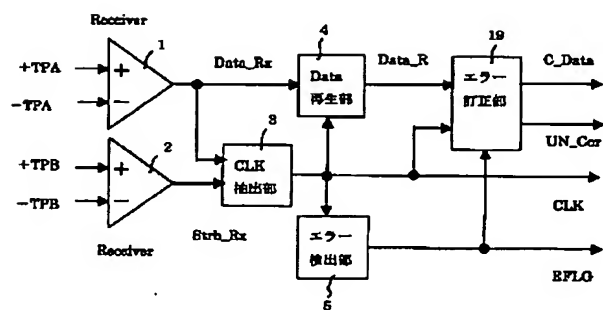 Receiver
1
+TPA
-TPA
+
-
Data_Rx
4
Data
再生部
Data_R
19
エラー
訂正部
C_Data
UN_Cor
+TPB
-TPB
+
-
2
Receiver
3
CLK
抽出部
Strb_Rx
CLK
エラー
検出部
5
EFLG